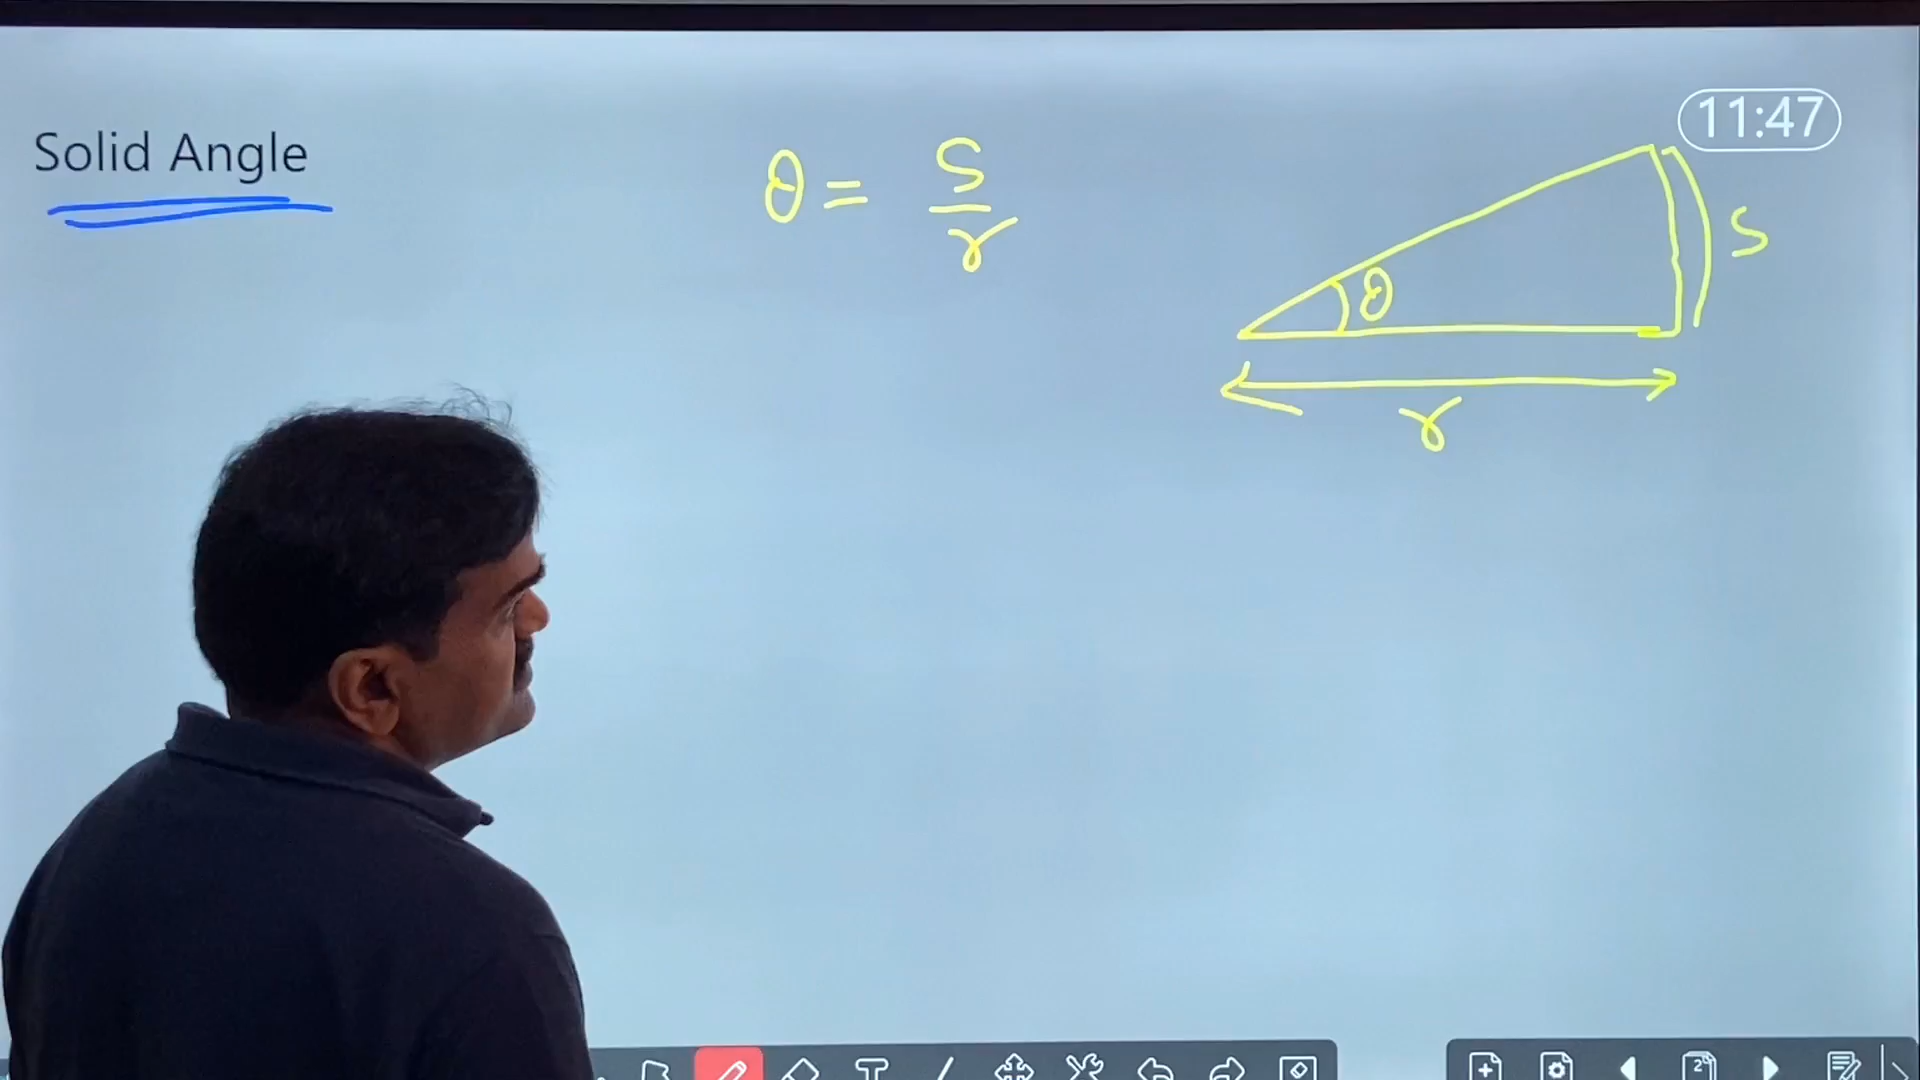 Solid Angle
θ = S/r
11:47
S
θ
r